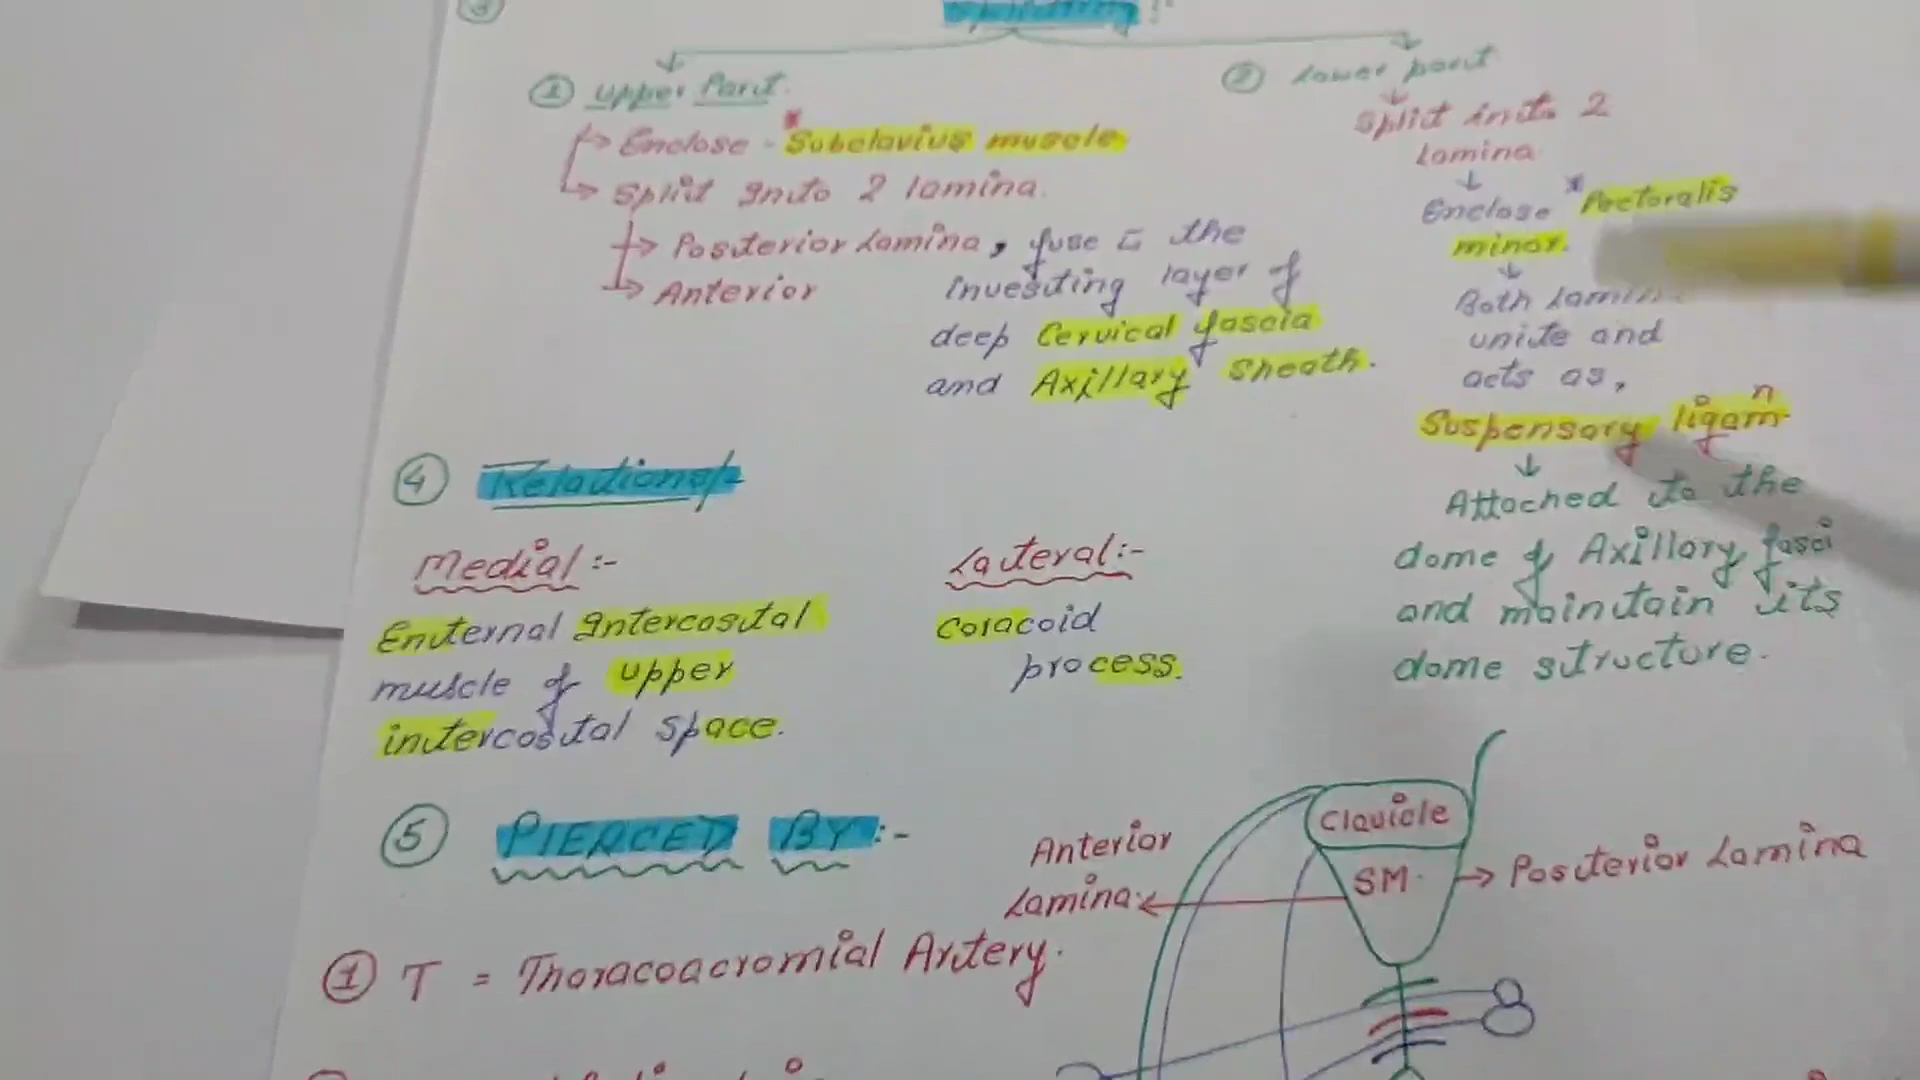 ③ Splitting :
① Upper Part.
Enclose - *Subclavius muscle.
Split Into 2 lamina.
Posterior Lamina, fuse c̄ the
investing layer of
deep Cervical fascia
and Axillary Sheath.
Anterior
② Lower part
Split into 2
Lamina
Enclose *Pectoralis
minor.
Both Lamin
unite and
acts as,
Suspensory ligamⁿ
Attached to the
dome of Axillary fasci
and maintain its
dome structure.
④ Relations/-
Medial :-
External Intercostal
muscle of upper
intercostal space.
Lateral:-
Coracoid
process.
⑤ PIERCED BY :-
① T = Thoracoacromial Artery.
Clavicle
SM.
Anterior
Lamina
Posterior Lamina